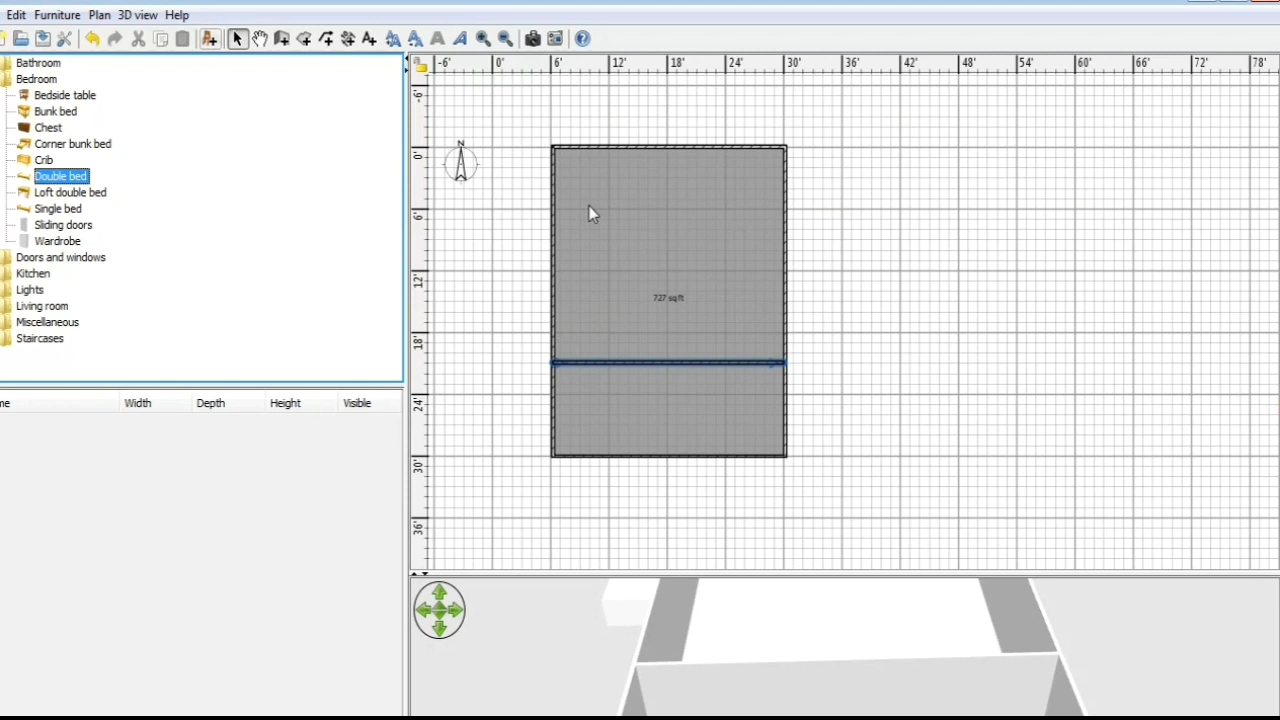 Edit Furniture Plan 3D view Help
Bathroom
Bedroom
Bedside table
Bunk bed
Chest
Corner bunk bed
Crib
Double bed
Loft double bed
Single bed
Sliding doors
Wardrobe
Doors and windows
Kitchen
Lights
Living room
Miscellaneous
Staircases
me Width Depth Height Visible
-6' 0' 6' 12' 18' 24' 30' 36' 42' 48' 54' 60' 66' 72' 78'
-6'
0'
6'
12'
18'
24'
30'
36'
N
727 sq ft